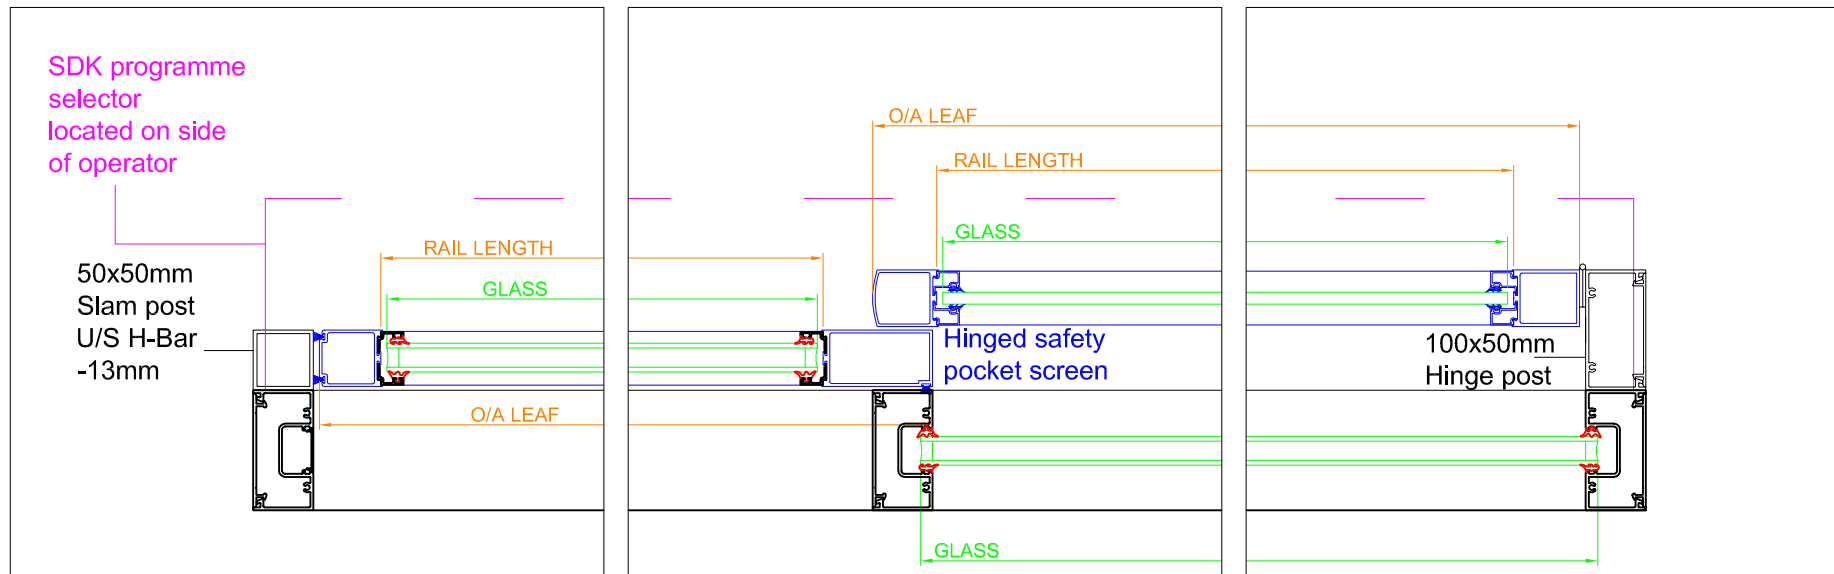 SDK programme
selector
located on side
of operator
O/A LEAF
RAIL LENGTH
GLASS
RAIL LENGTH
GLASS
50x50mm
Slam post
U/S H-Bar
-13mm
Hinged safety
pocket screen
100x50mm
Hinge post
O/A LEAF
GLASS